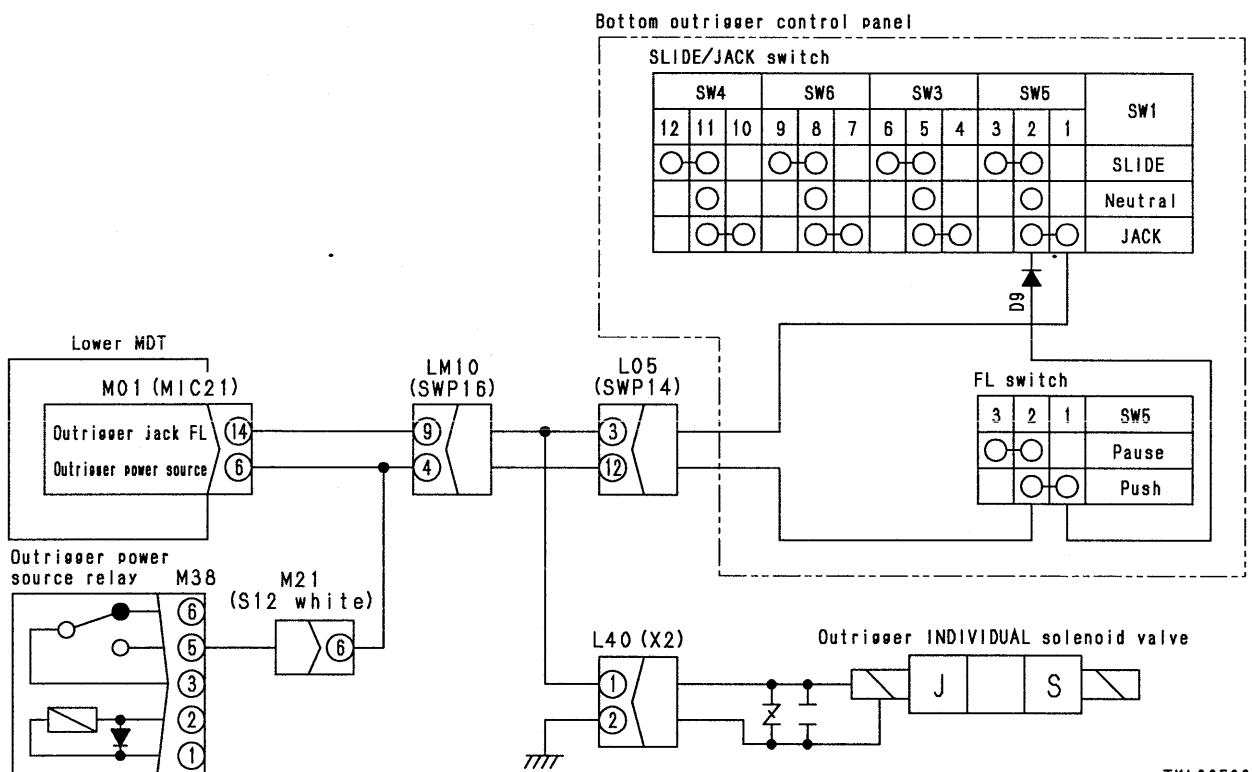 Bottom outrigger control panel
SLIDE/JACK switch
SW4 SW6 SW3 SW5 SW1
12 11 10 9 8 7 6 5 4 3 2 1
SLIDE
Neutral
JACK
D9
Lower MDT
M01 (MIC21)
Outrigger jack FL 14
Outrigger power source 6
LM10
(SWP16)
9
4
L05
(SWP14)
3
12
FL switch
3 2 1 SW5
Pause
Push
Outrigger power
source relay
M38
6
5
3
2
1
M21
(S12 white)
6
L40 (X2)
1
2
Outrigger INDIVIDUAL solenoid valve
J S